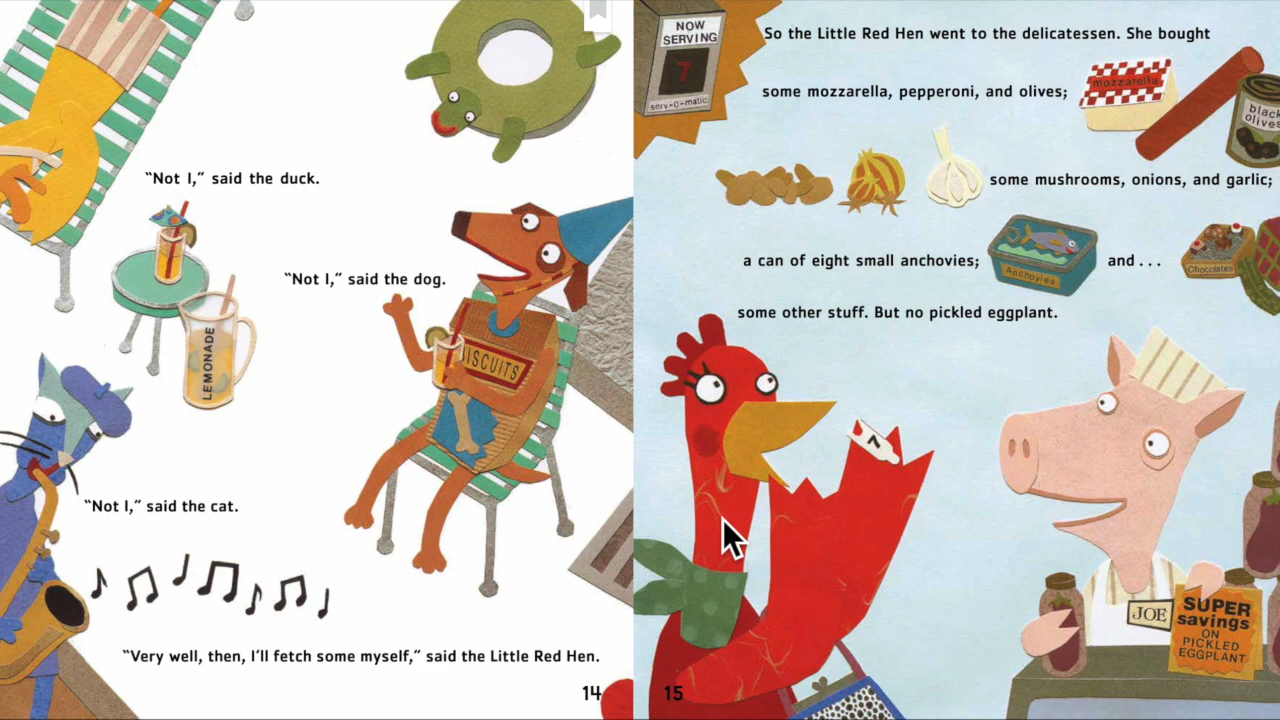 “Not I,” said the duck.
LEMONADE
“Not I,” said the dog.
BISCUITS
“Not I,” said the cat.
“Very well, then, I’ll fetch some myself,” said the Little Red Hen.
14
NOW
SERVING
7
serv-O-matic
So the Little Red Hen went to the delicatessen. She bought
some mozzarella, pepperoni, and olives;
mozzarella
black
olives
some mushrooms, onions, and garlic;
a can of eight small anchovies;
Anchovies
and . . .
Chocolates
some other stuff. But no pickled eggplant.
7
JOE
SUPER
savings
ON
PICKLED
EGGPLANT
15